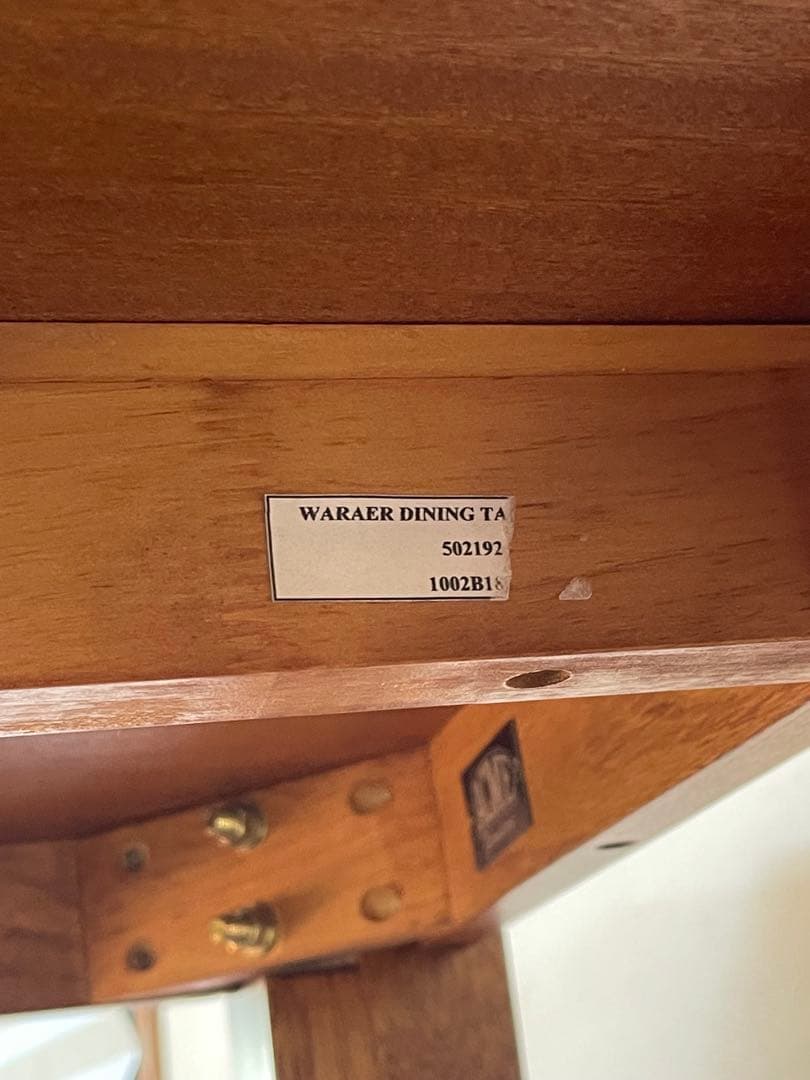 WARAER DINING TA
502192
1002B18